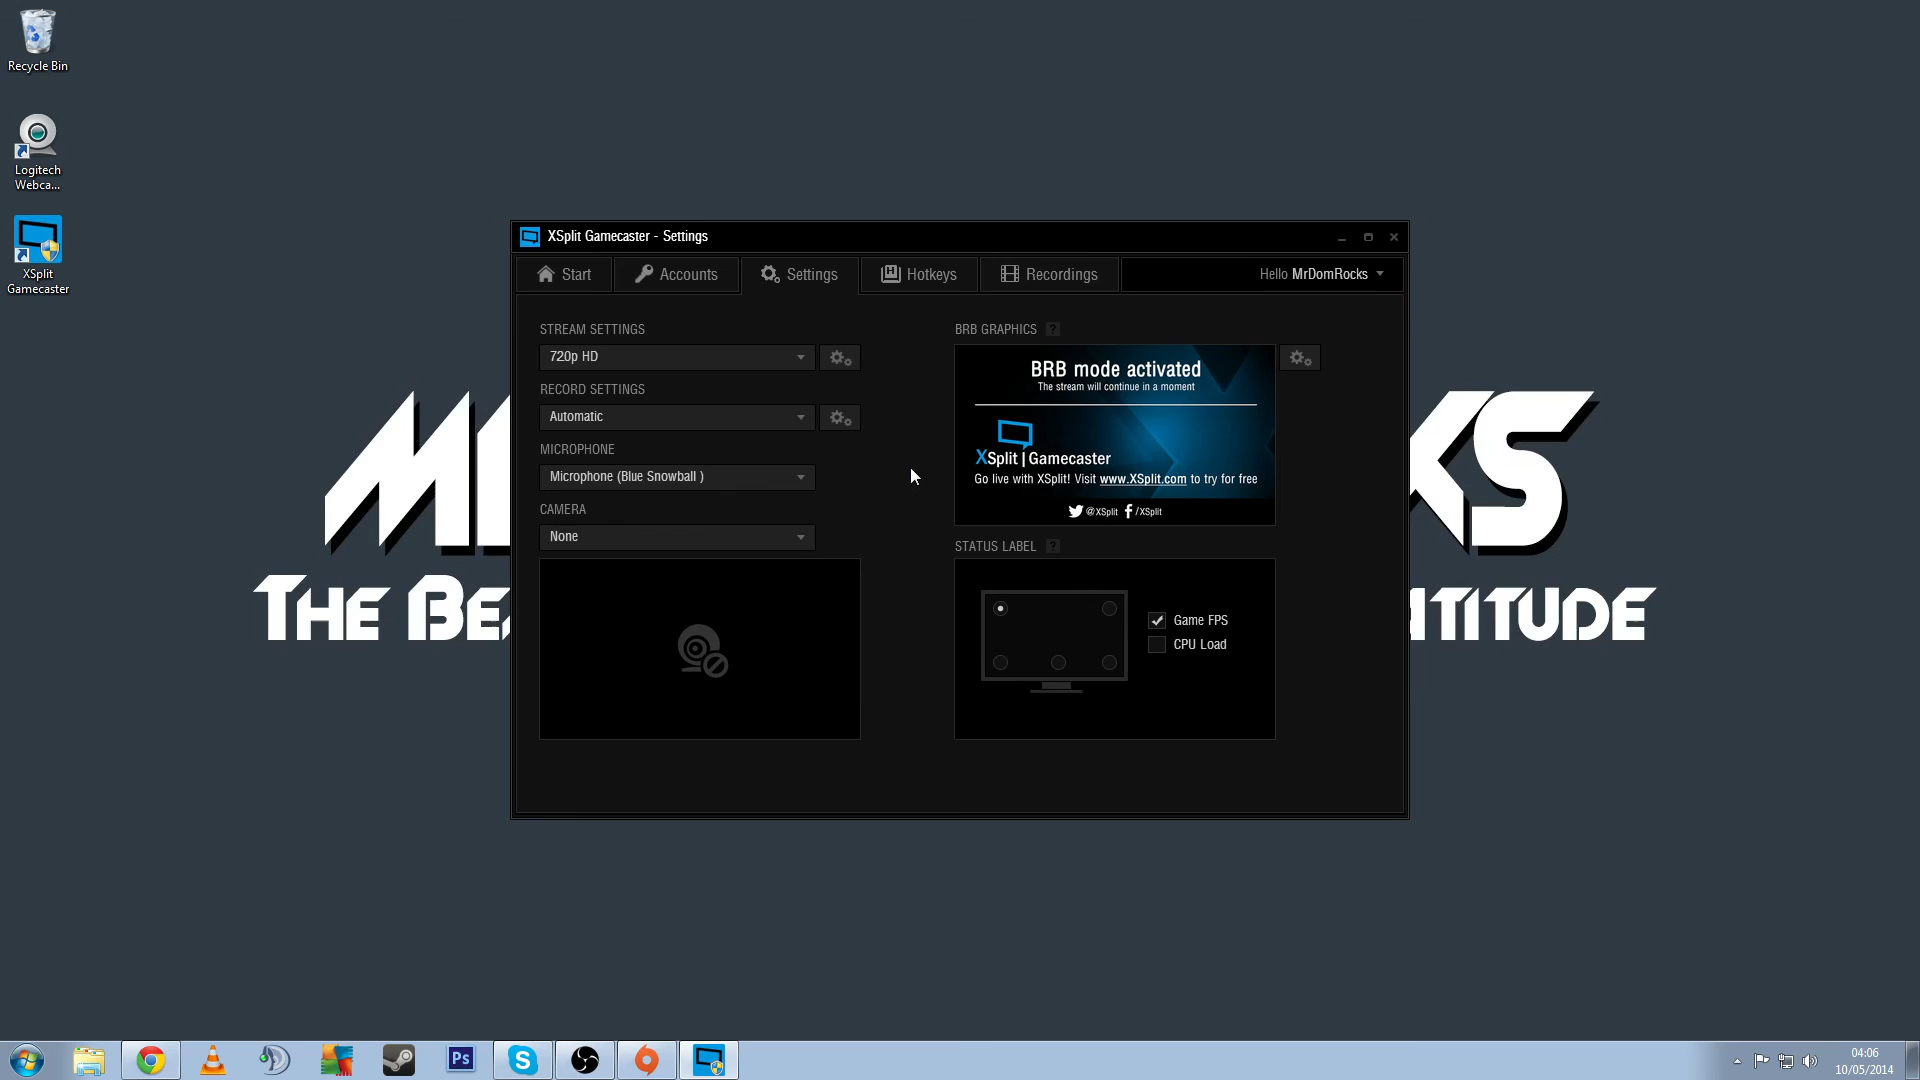 Recycle Bin
Logitech
Webca...
XSplit
Gamecaster
XSplit Gamecaster - Settings
Start
Accounts
Settings
Hotkeys
Recordings
Hello MrDomRocks
STREAM SETTINGS
720p HD
RECORD SETTINGS
Automatic
MICROPHONE
Microphone (Blue Snowball )
CAMERA
None
BRB GRAPHICS ?
BRB mode activated
The stream will continue in a moment
XSplit | Gamecaster
Go live with XSplit! Visit www.XSplit.com to try for free
@XSplit /XSplit
STATUS LABEL ?
Game FPS
CPU Load
THE BE
TITUDE
Ps
04:06
10/05/2014